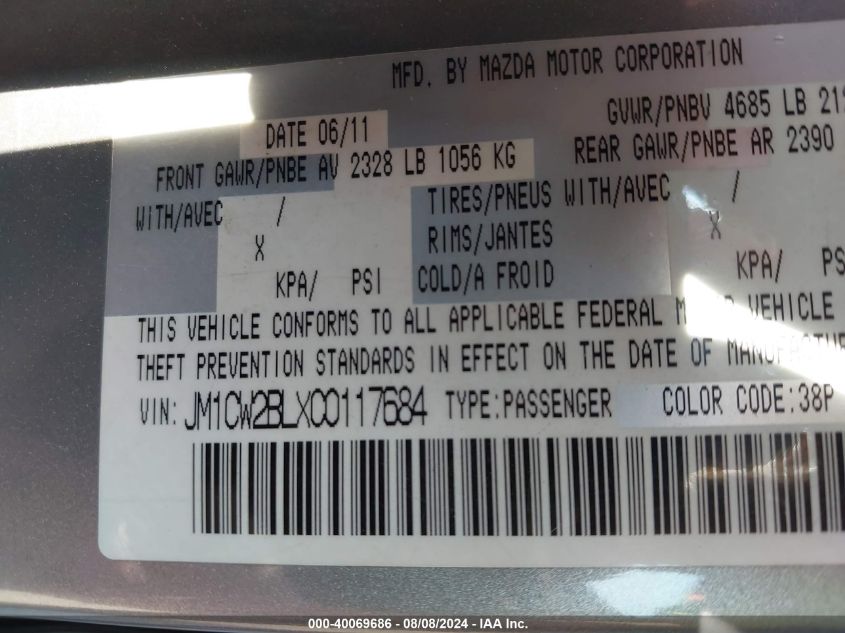 MFD. BY MAZDA MOTOR CORPORATION
DATE 06/11 GVWR/PNBV 4685 LB 211
FRONT GAWR/PNBE AV 2328 LB 1056 KG REAR GAWR/PNBE AR 2390
WITH/AVEC / TIRES/PNEUS WITH/AVEC /
X RIMS/JANTES X
KPA/ PSI COLD/A FROID KPA/ PS
THIS VEHICLE CONFORMS TO ALL APPLICABLE FEDERAL VEHICLE
THEFT PREVENTION STANDARDS IN EFFECT ON THE DATE OF MANUFACTURE
VIN: JM1CW2BLXC0117684 TYPE:PASSENGER COLOR CODE:38P
000-40069686 - 08/08/2024 - IAA Inc.